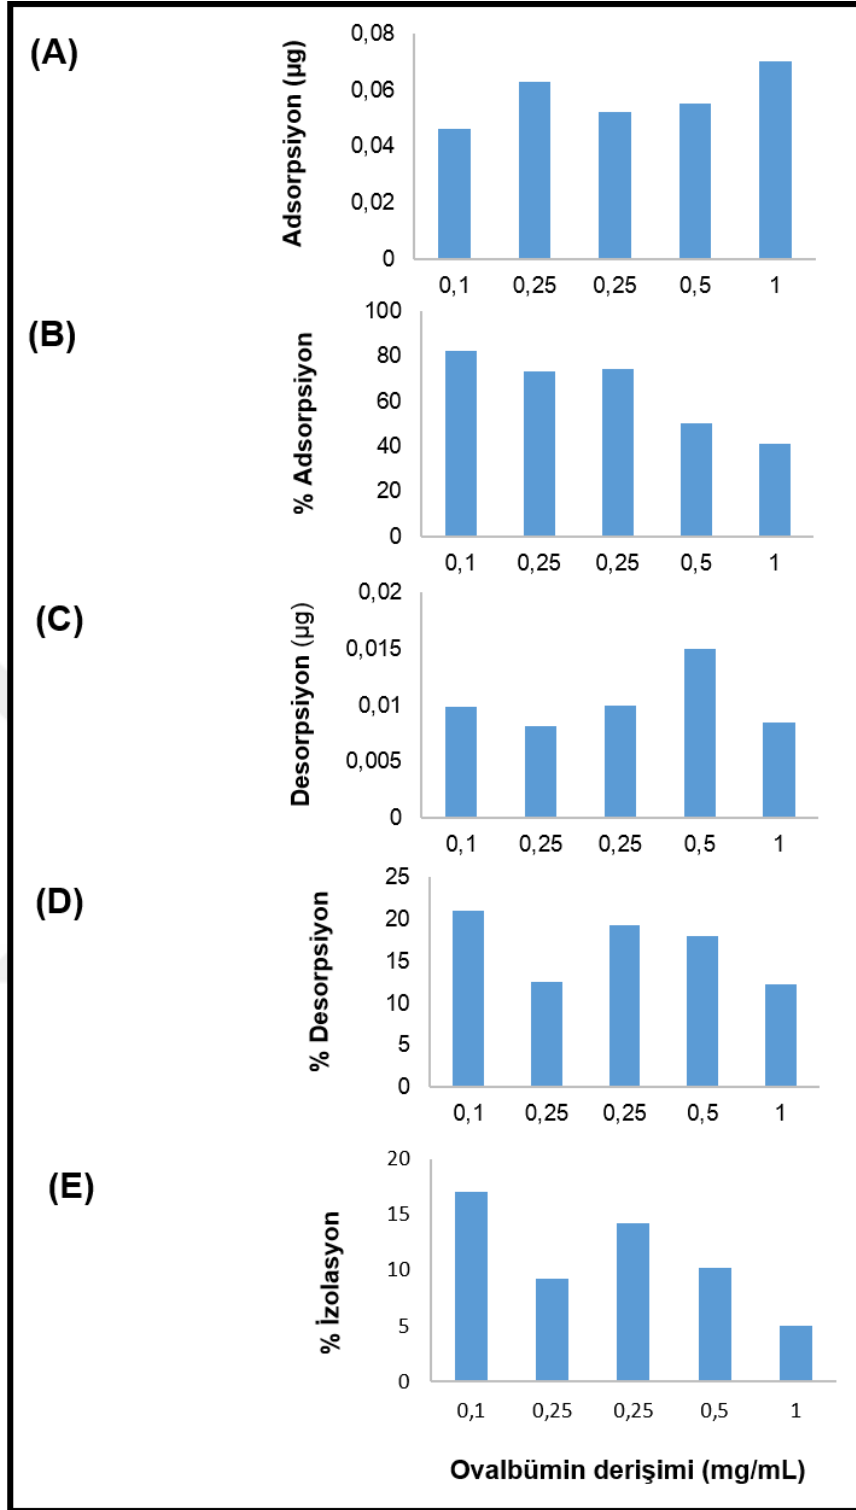 (A)
Adsorpsiyon (µg)
0,08
0,06
0,04
0,02
0
0,1 0,25 0,25 0,5 1
(B)
% Adsorpsiyon
100
80
60
40
20
0
0,1 0,25 0,25 0,5 1
(C)
Desorpsiyon (µg)
0,02
0,015
0,01
0,005
0
0,1 0,25 0,25 0,5 1
(D)
% Desorpsiyon
25
20
15
10
5
0
0,1 0,25 0,25 0,5 1
(E)
% İzolasyon
20
15
10
5
0
0,1 0,25 0,25 0,5 1
Ovalbümin derişimi (mg/mL)